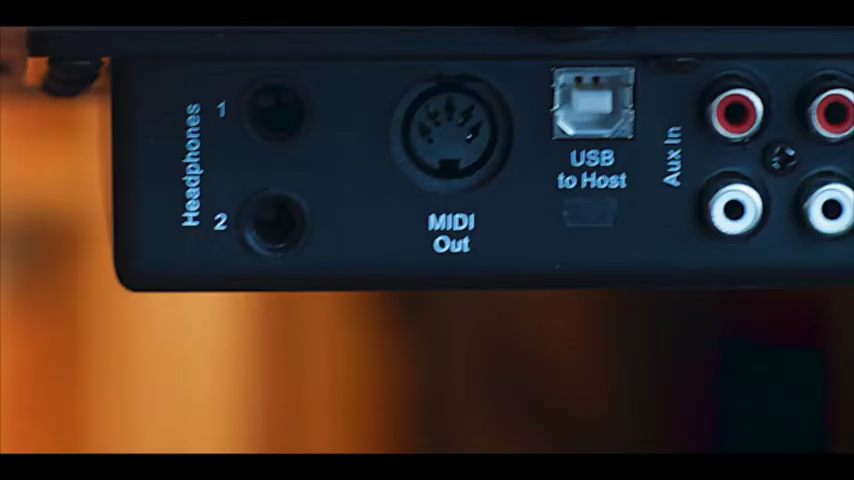 Headphones
1
2
MIDI
Out
USB
to Host
Aux In